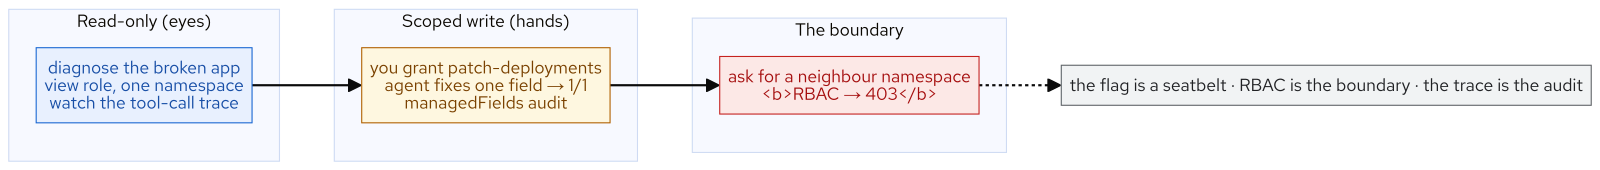 Read-only (eyes)
diagnose the broken app
view role, one namespace
watch the tool-call trace
Scoped write (hands)
you grant patch-deployments
agent fixes one field → 1/1
managedFields audit
The boundary
ask for a neighbour namespace
<b>RBAC → 403</b>
the flag is a seatbelt · RBAC is the boundary · the trace is the audit